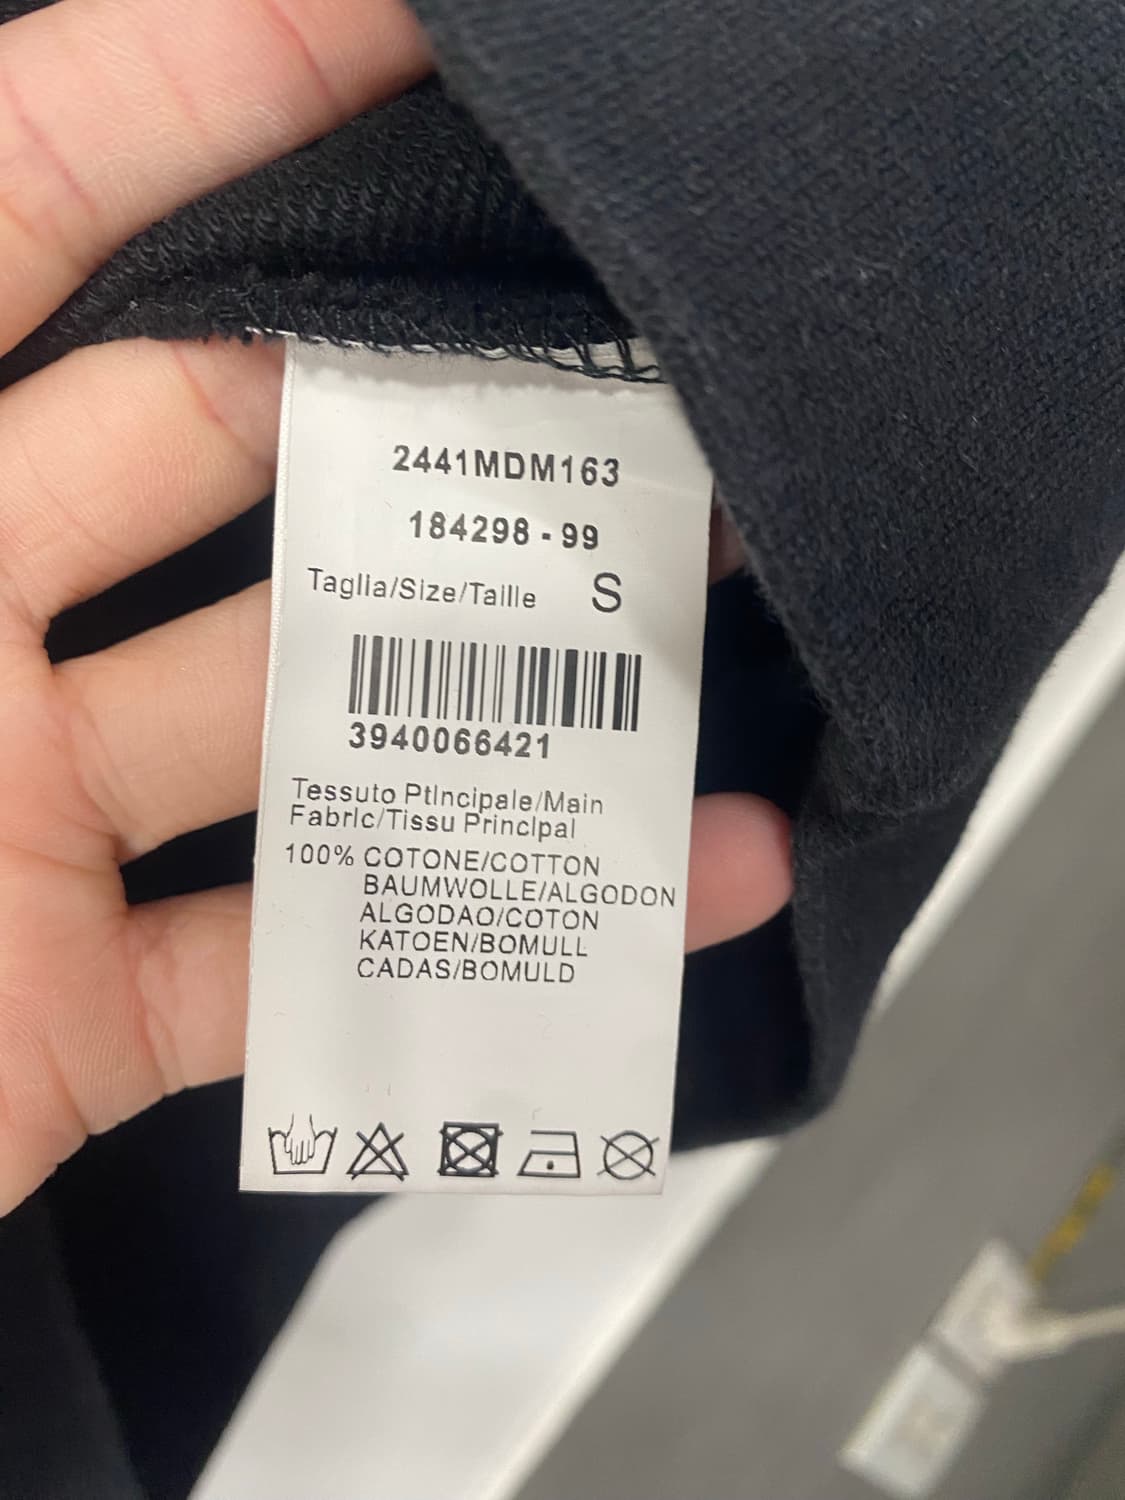 2441MDM163
184298 - 99
Taglia/Size/Taille S
3940066421
Tessuto PtIncipale/Main
Fabric/Tissu Principal
100% COTONE/COTTON
BAUMWOLLE/ALGODON
ALGODAO/COTON
KATOEN/BOMULL
CADAS/BOMULD